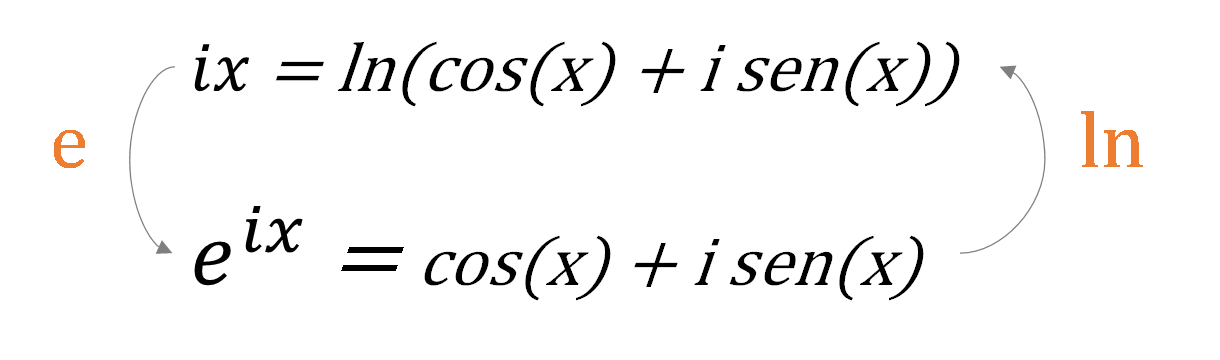 ix = ln(cos(x) + i sen(x))
e
ln
e^{ix} = cos(x) + i sen(x)